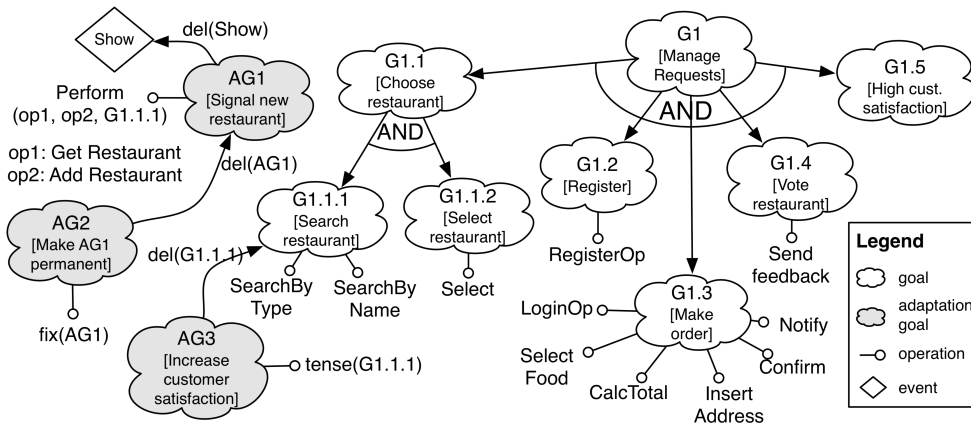 Show
del(Show)
AG1
[Signal new
restaurant]
Perform
(op1, op2, G1.1.1)
op1: Get Restaurant
op2: Add Restaurant
del(AG1)
AG2
[Make AG1
permanent]
fix(AG1)
del(G1.1.1)
AG3
[Increase
customer
satisfaction]
tense(G1.1.1)
G1.1
[Choose
restaurant]
AND
G1.1.1
[Search
restaurant]
SearchBy
Type
SearchBy
Name
G1.1.2
[Select
restaurant]
Select
G1
[Manage
Requests]
AND
G1.5
[High cust.
satisfaction]
G1.2
[Register]
RegisterOp
G1.4
[Vote
restaurant]
Send
feedback
G1.3
[Make
order]
LoginOp
Select
Food
CalcTotal
Insert
Address
Confirm
Notify
Legend
goal
adaptation
goal
operation
event